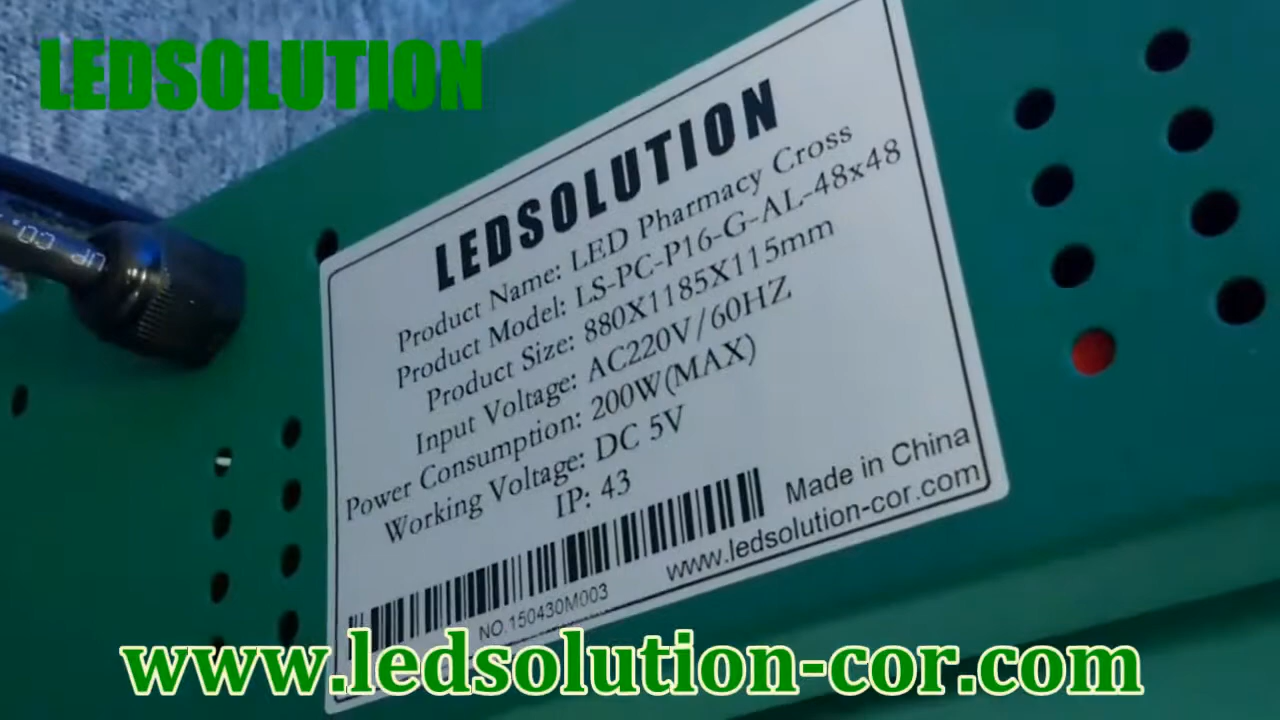 LEDSOLUTION
LEDSOLUTION
Product Name: LED Pharmacy Cross
Product Model: LS-PC-P16-G-AL-48x48
Product Size: 880X1185X115mm
Input Voltage: AC220V/60HZ
Power Consumption: 200W(MAX)
Working Voltage: DC 5V
IP: 43
Made in China
NO.150430M003
www.ledsolution-cor.com
www.ledsolution-cor.com